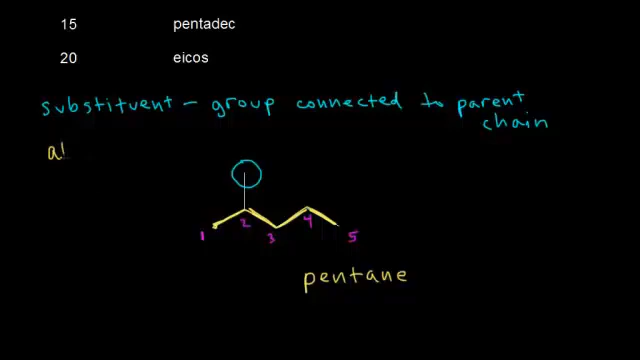 15 pentadec
20 eicos
substituent - group connected to parent
chain
al
1 2 3 4 5
pentane